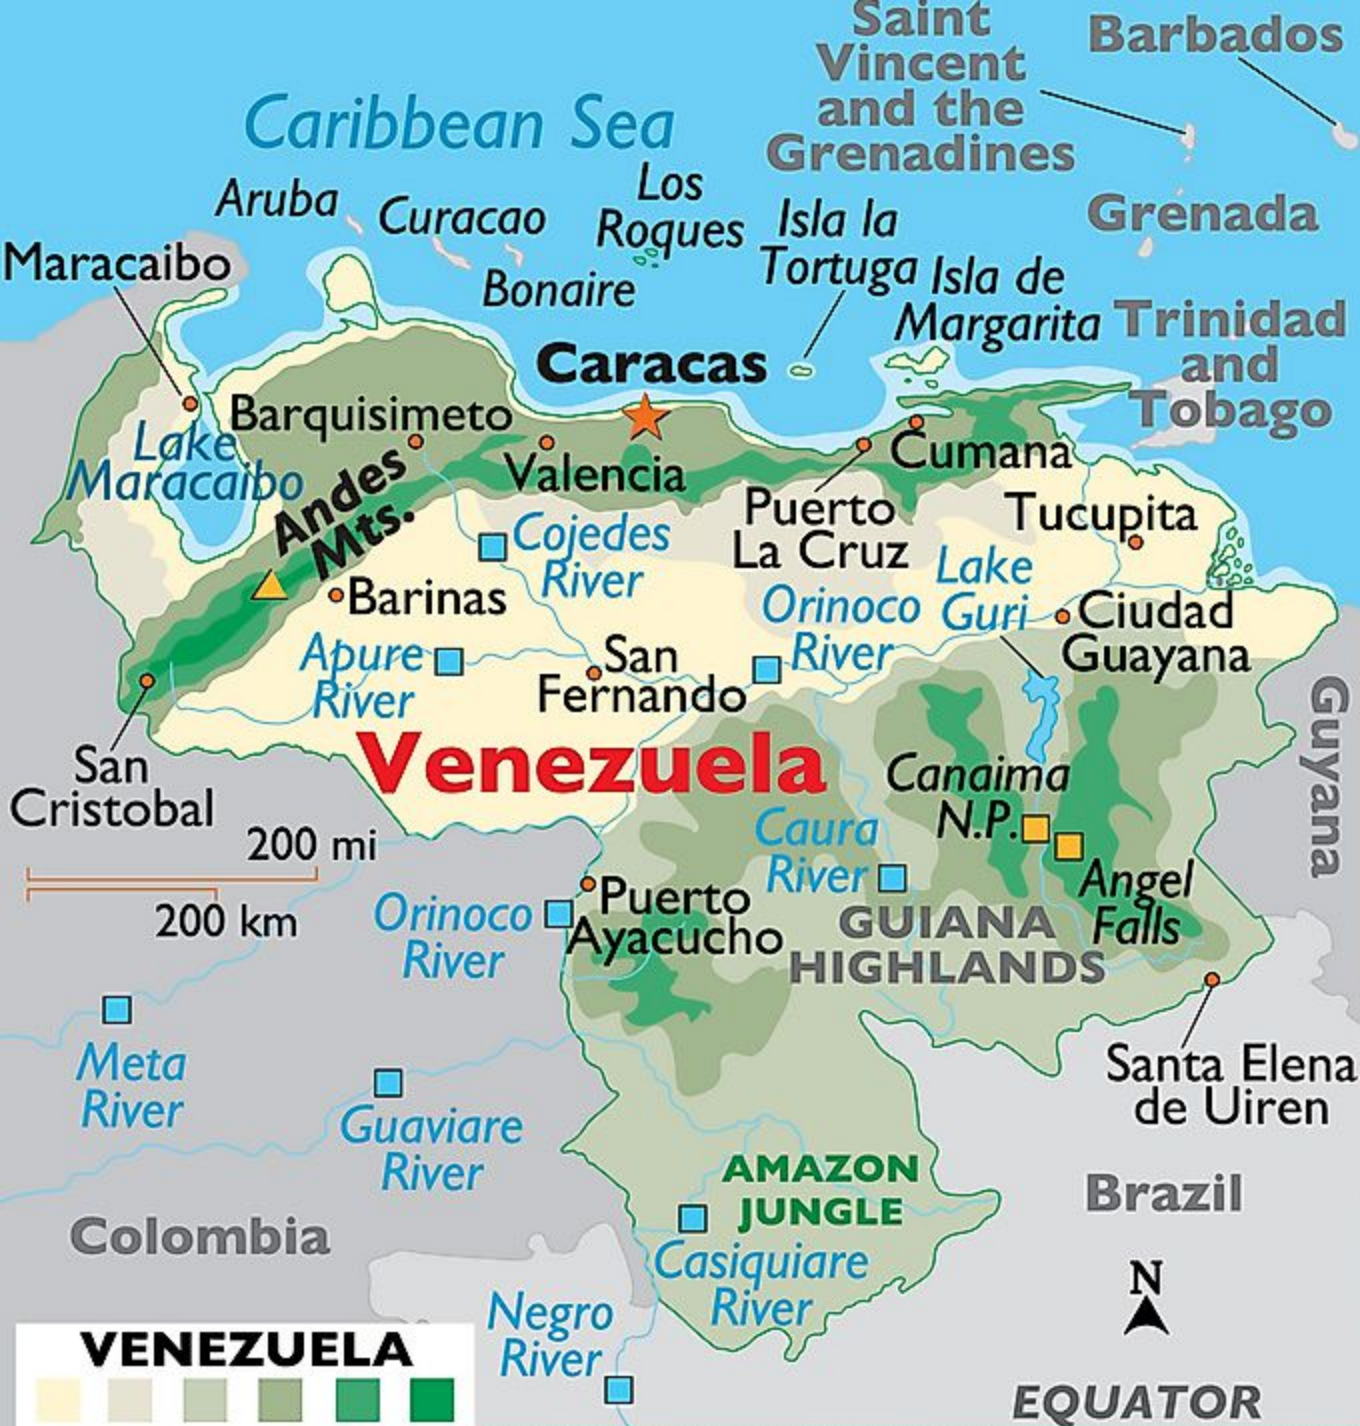 Saint
Vincent
and the
Grenadines
Barbados
Caribbean Sea
Los
Roques
Aruba
Curacao
Isla la
Tortuga
Grenada
Maracaibo
Bonaire
Isla de
Margarita
Trinidad
and
Tobago
Caracas
Barquisimeto
Lake
Maracaibo
Andes
Mts.
Valencia
Cumana
Puerto
La Cruz
Tucupita
Cojedes
River
Lake
Guri
Barinas
Orinoco
River
Ciudad
Guayana
Apure
River
San
Fernando
Guyana
San
Cristobal
Venezuela
Canaima
N.P.
200 mi
200 km
Caura
River
Angel
Falls
Orinoco
River
Puerto
Ayacucho
GUIANA
HIGHLANDS
Meta
River
Santa Elena
de Uiren
Guaviare
River
AMAZON
JUNGLE
Brazil
Colombia
Casiquiare
River
N
Negro
River
VENEZUELA
EQUATOR